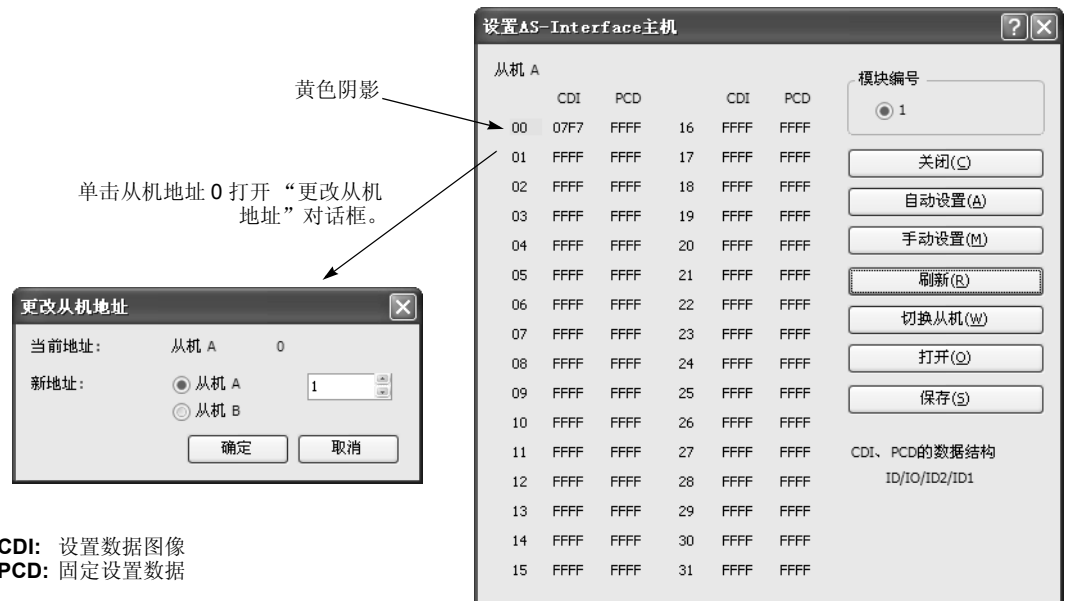 设置AS-Interface主机
从机 A
CDI PCD CDI PCD
00 07F7 FFFF 16 FFFF FFFF
01 FFFF FFFF 17 FFFF FFFF
02 FFFF FFFF 18 FFFF FFFF
03 FFFF FFFF 19 FFFF FFFF
04 FFFF FFFF 20 FFFF FFFF
05 FFFF FFFF 21 FFFF FFFF
06 FFFF FFFF 22 FFFF FFFF
07 FFFF FFFF 23 FFFF FFFF
08 FFFF FFFF 24 FFFF FFFF
09 FFFF FFFF 25 FFFF FFFF
10 FFFF FFFF 26 FFFF FFFF
11 FFFF FFFF 27 FFFF FFFF
12 FFFF FFFF 28 FFFF FFFF
13 FFFF FFFF 29 FFFF FFFF
14 FFFF FFFF 30 FFFF FFFF
15 FFFF FFFF 31 FFFF FFFF
模块编号
1
关闭(C)
自动设置(A)
手动设置(M)
刷新(R)
切换从机(W)
打开(O)
保存(S)
CDI、PCD的数据结构
ID/IO/ID2/ID1
黄色阴影
单击从机地址 0 打开 “更改从机
地址”对话框。
更改从机地址
当前地址: 从机 A 0
新地址: 从机 A 1
从机 B
确定 取消
CDI: 设置数据图像
PCD: 固定设置数据